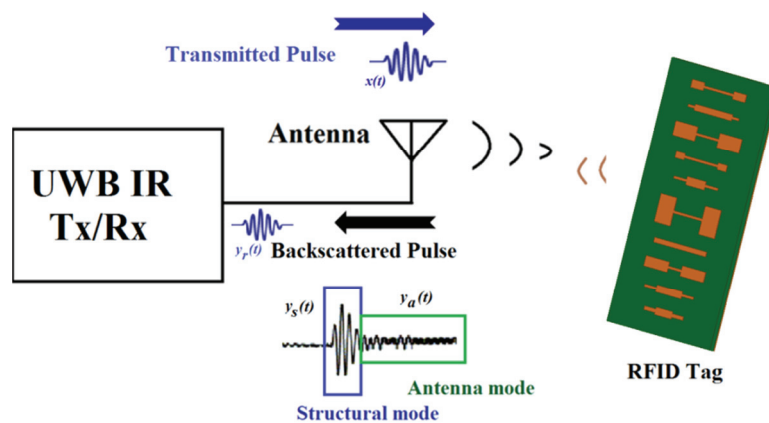 Transmitted Pulse
x(t)
Antenna
UWB IR
Tx/Rx
y_r(t)
Backscattered Pulse
y_s(t)
y_a(t)
RFID Tag
Antenna mode
Structural mode